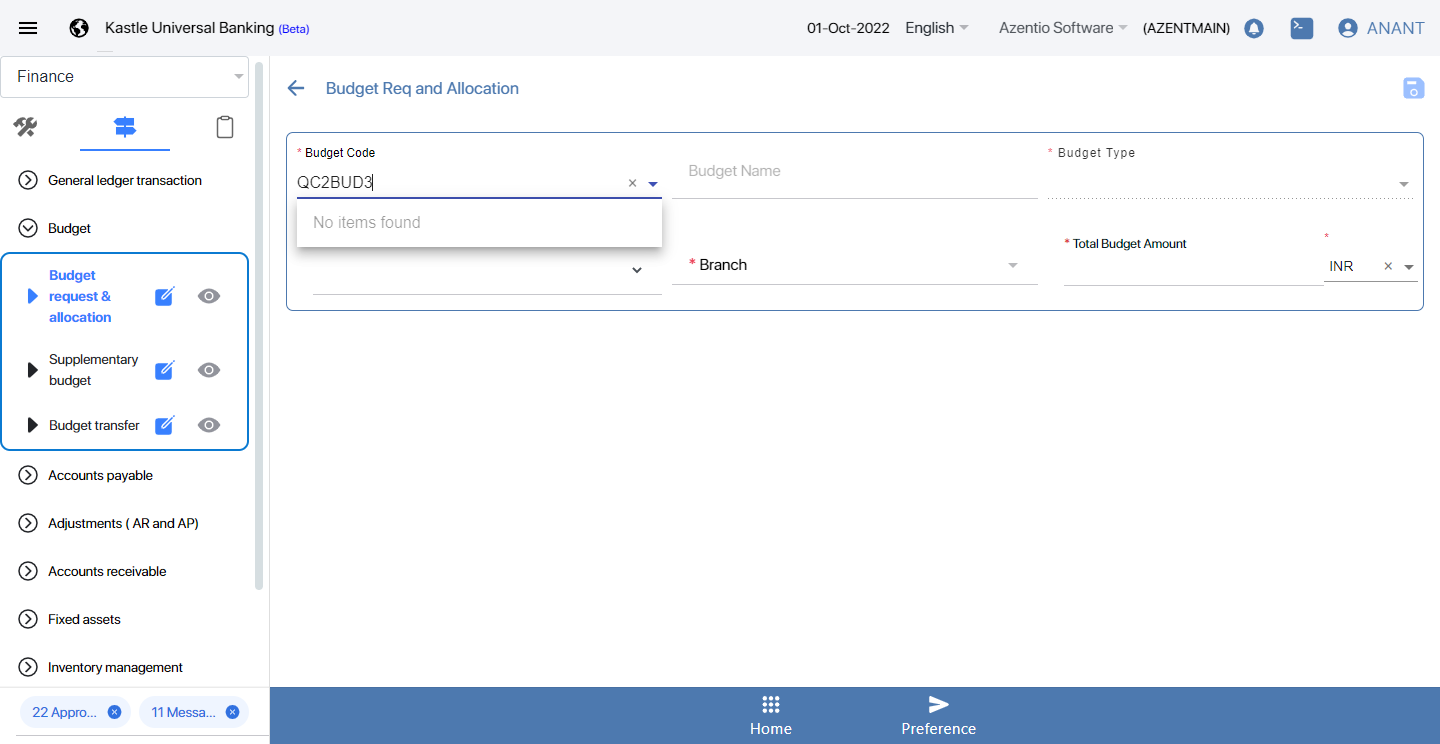 Kastle Universal Banking (Beta)
01-Oct-2022
English
Azentio Software
(AZENTMAIN)
ANANT
Finance
General ledger transaction
Budget
Budget
request &
allocation
Supplementary
budget
Budget transfer
Accounts payable
Adjustments ( AR and AP)
Accounts receivable
Fixed assets
Inventory management
22 Appro...
11 Messa...
Budget Req and Allocation
* Budget Code
QC2BUD3
No items found
Budget Name
* Budget Type
* Branch
* Total Budget Amount
*
INR
Home
Preference